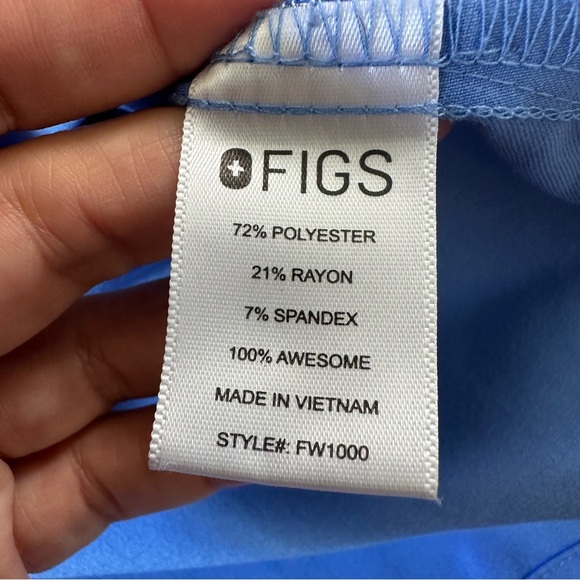 FIGS
72% POLYESTER
21% RAYON
7% SPANDEX
100% AWESOME
MADE IN VIETNAM
STYLE#: FW1000